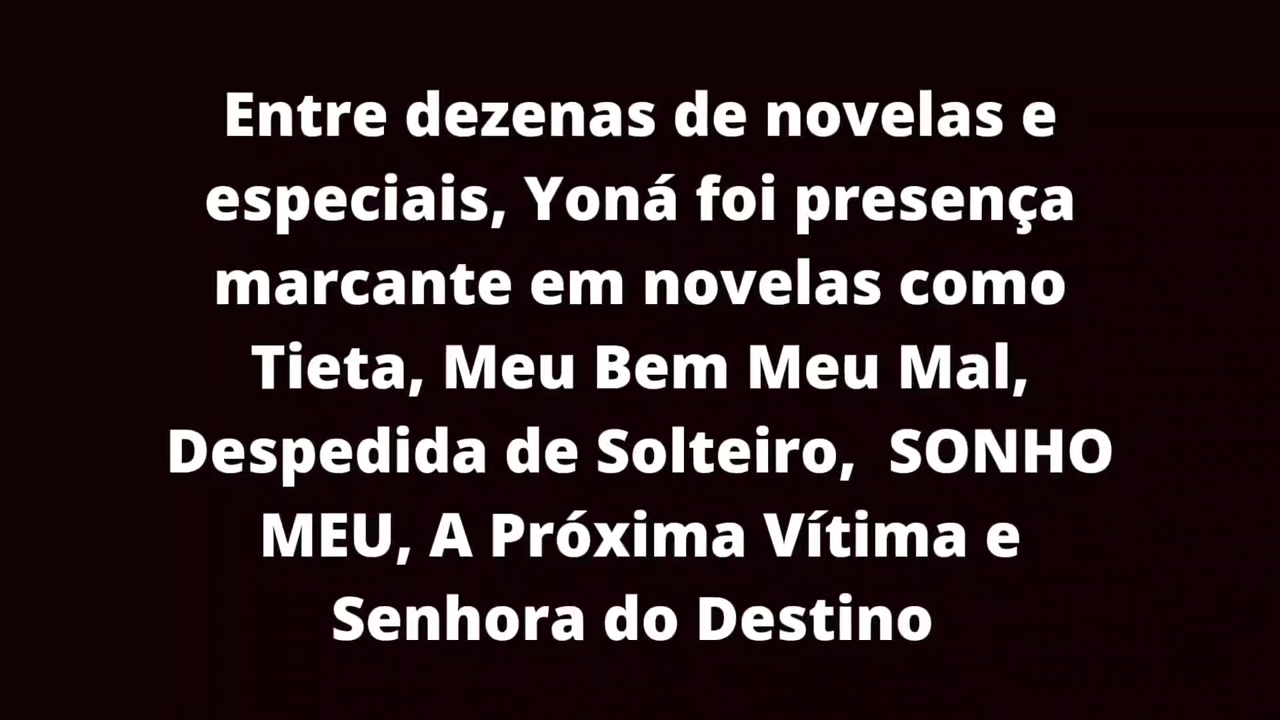 Entre dezenas de novelas e
especiais, Yoná foi presença
marcante em novelas como
Tieta, Meu Bem Meu Mal,
Despedida de Solteiro,  SONHO
MEU, A Próxima Vítima e
Senhora do Destino